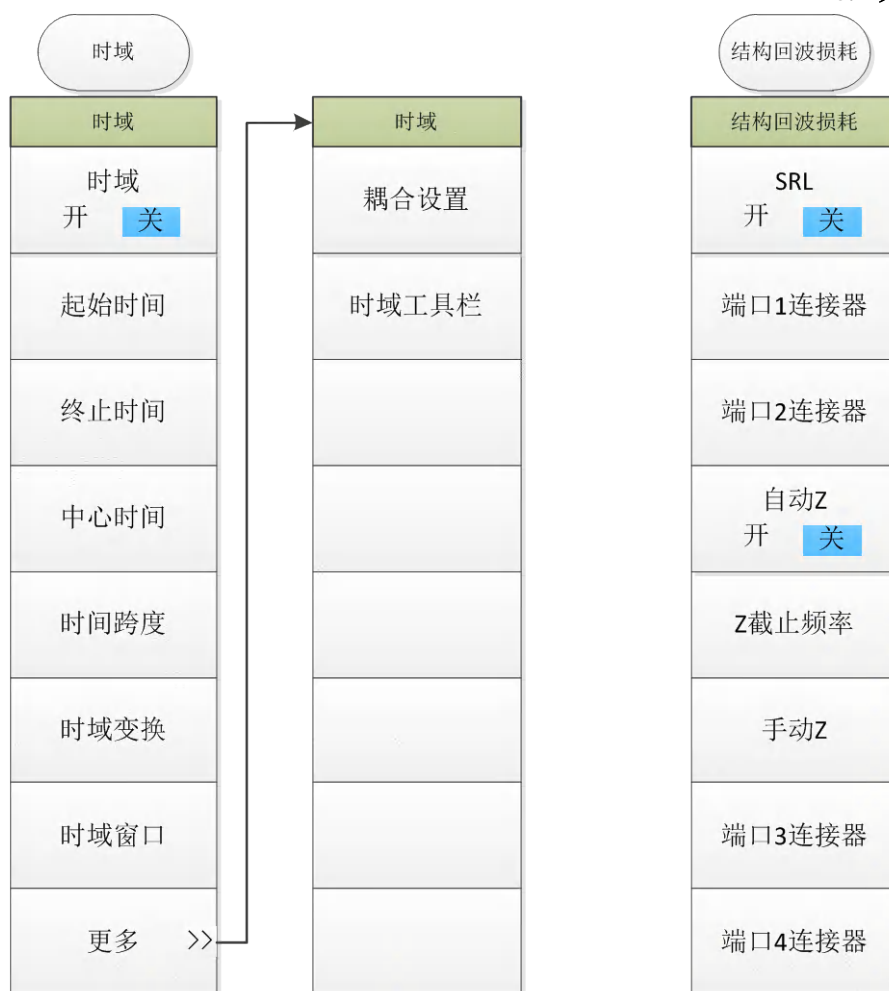 时域
时域
时域
开 关
起始时间
终止时间
中心时间
时间跨度
时域变换
时域窗口
更多 >>
时域
耦合设置
时域工具栏
结构回波损耗
结构回波损耗
SRL
开 关
端口1连接器
端口2连接器
自动Z
开 关
Z截止频率
手动Z
端口3连接器
端口4连接器